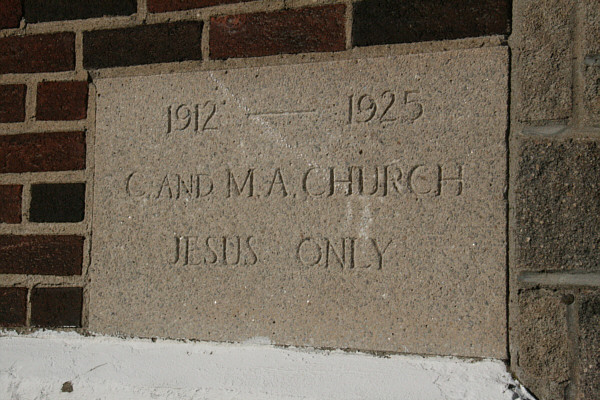 1912 — 1925
C. AND M. A. CHURCH
JESUS ONLY